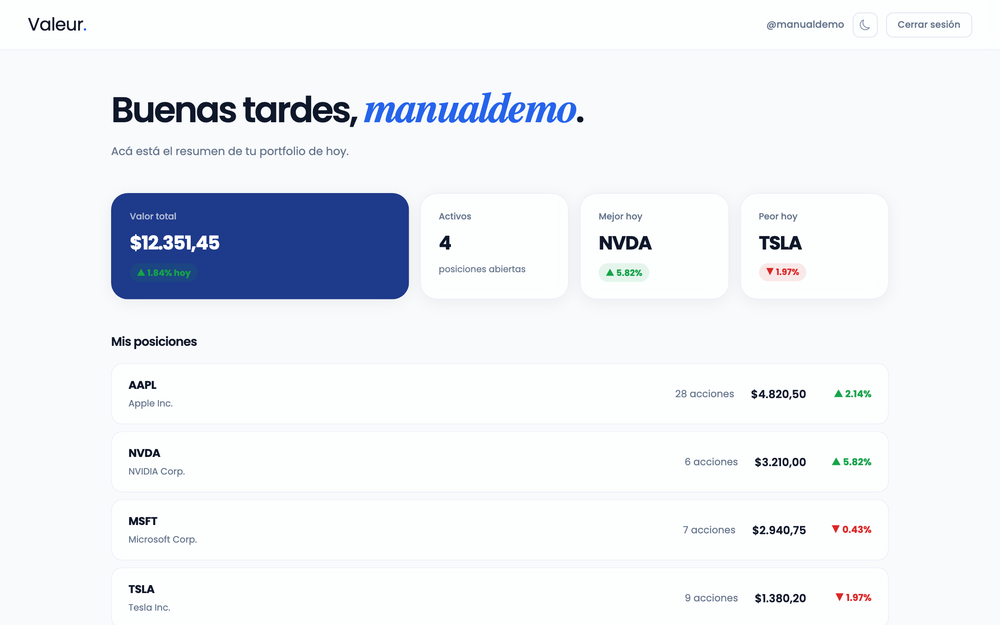 Valeur.
@manualdemo
Cerrar sesión
Buenas tardes, manualdemo.
Acá está el resumen de tu portfolio de hoy.
Valor total
$12.351,45
▲ 1.84% hoy
Activos
4
posiciones abiertas
Mejor hoy
NVDA
▲ 5.82%
Peor hoy
TSLA
▼ 1.97%
Mis posiciones
AAPL
Apple Inc.
28 acciones
$4.820,50
▲ 2.14%
NVDA
NVIDIA Corp.
6 acciones
$3.210,00
▲ 5.82%
MSFT
Microsoft Corp.
7 acciones
$2.940,75
▼ 0.43%
TSLA
Tesla Inc.
9 acciones
$1.380,20
▼ 1.97%